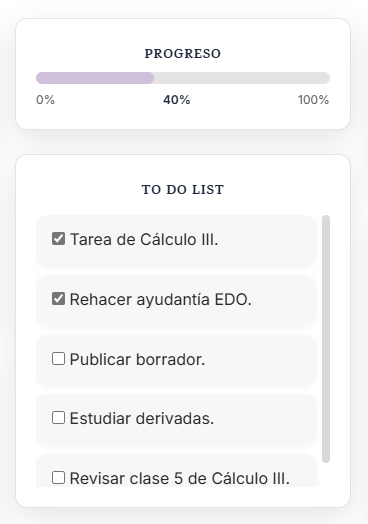 PROGRESO
0% 40% 100%
TO DO LIST
Tarea de Cálculo III.
Rehacer ayudantía EDO.
Publicar borrador.
Estudiar derivadas.
Revisar clase 5 de Cálculo III.